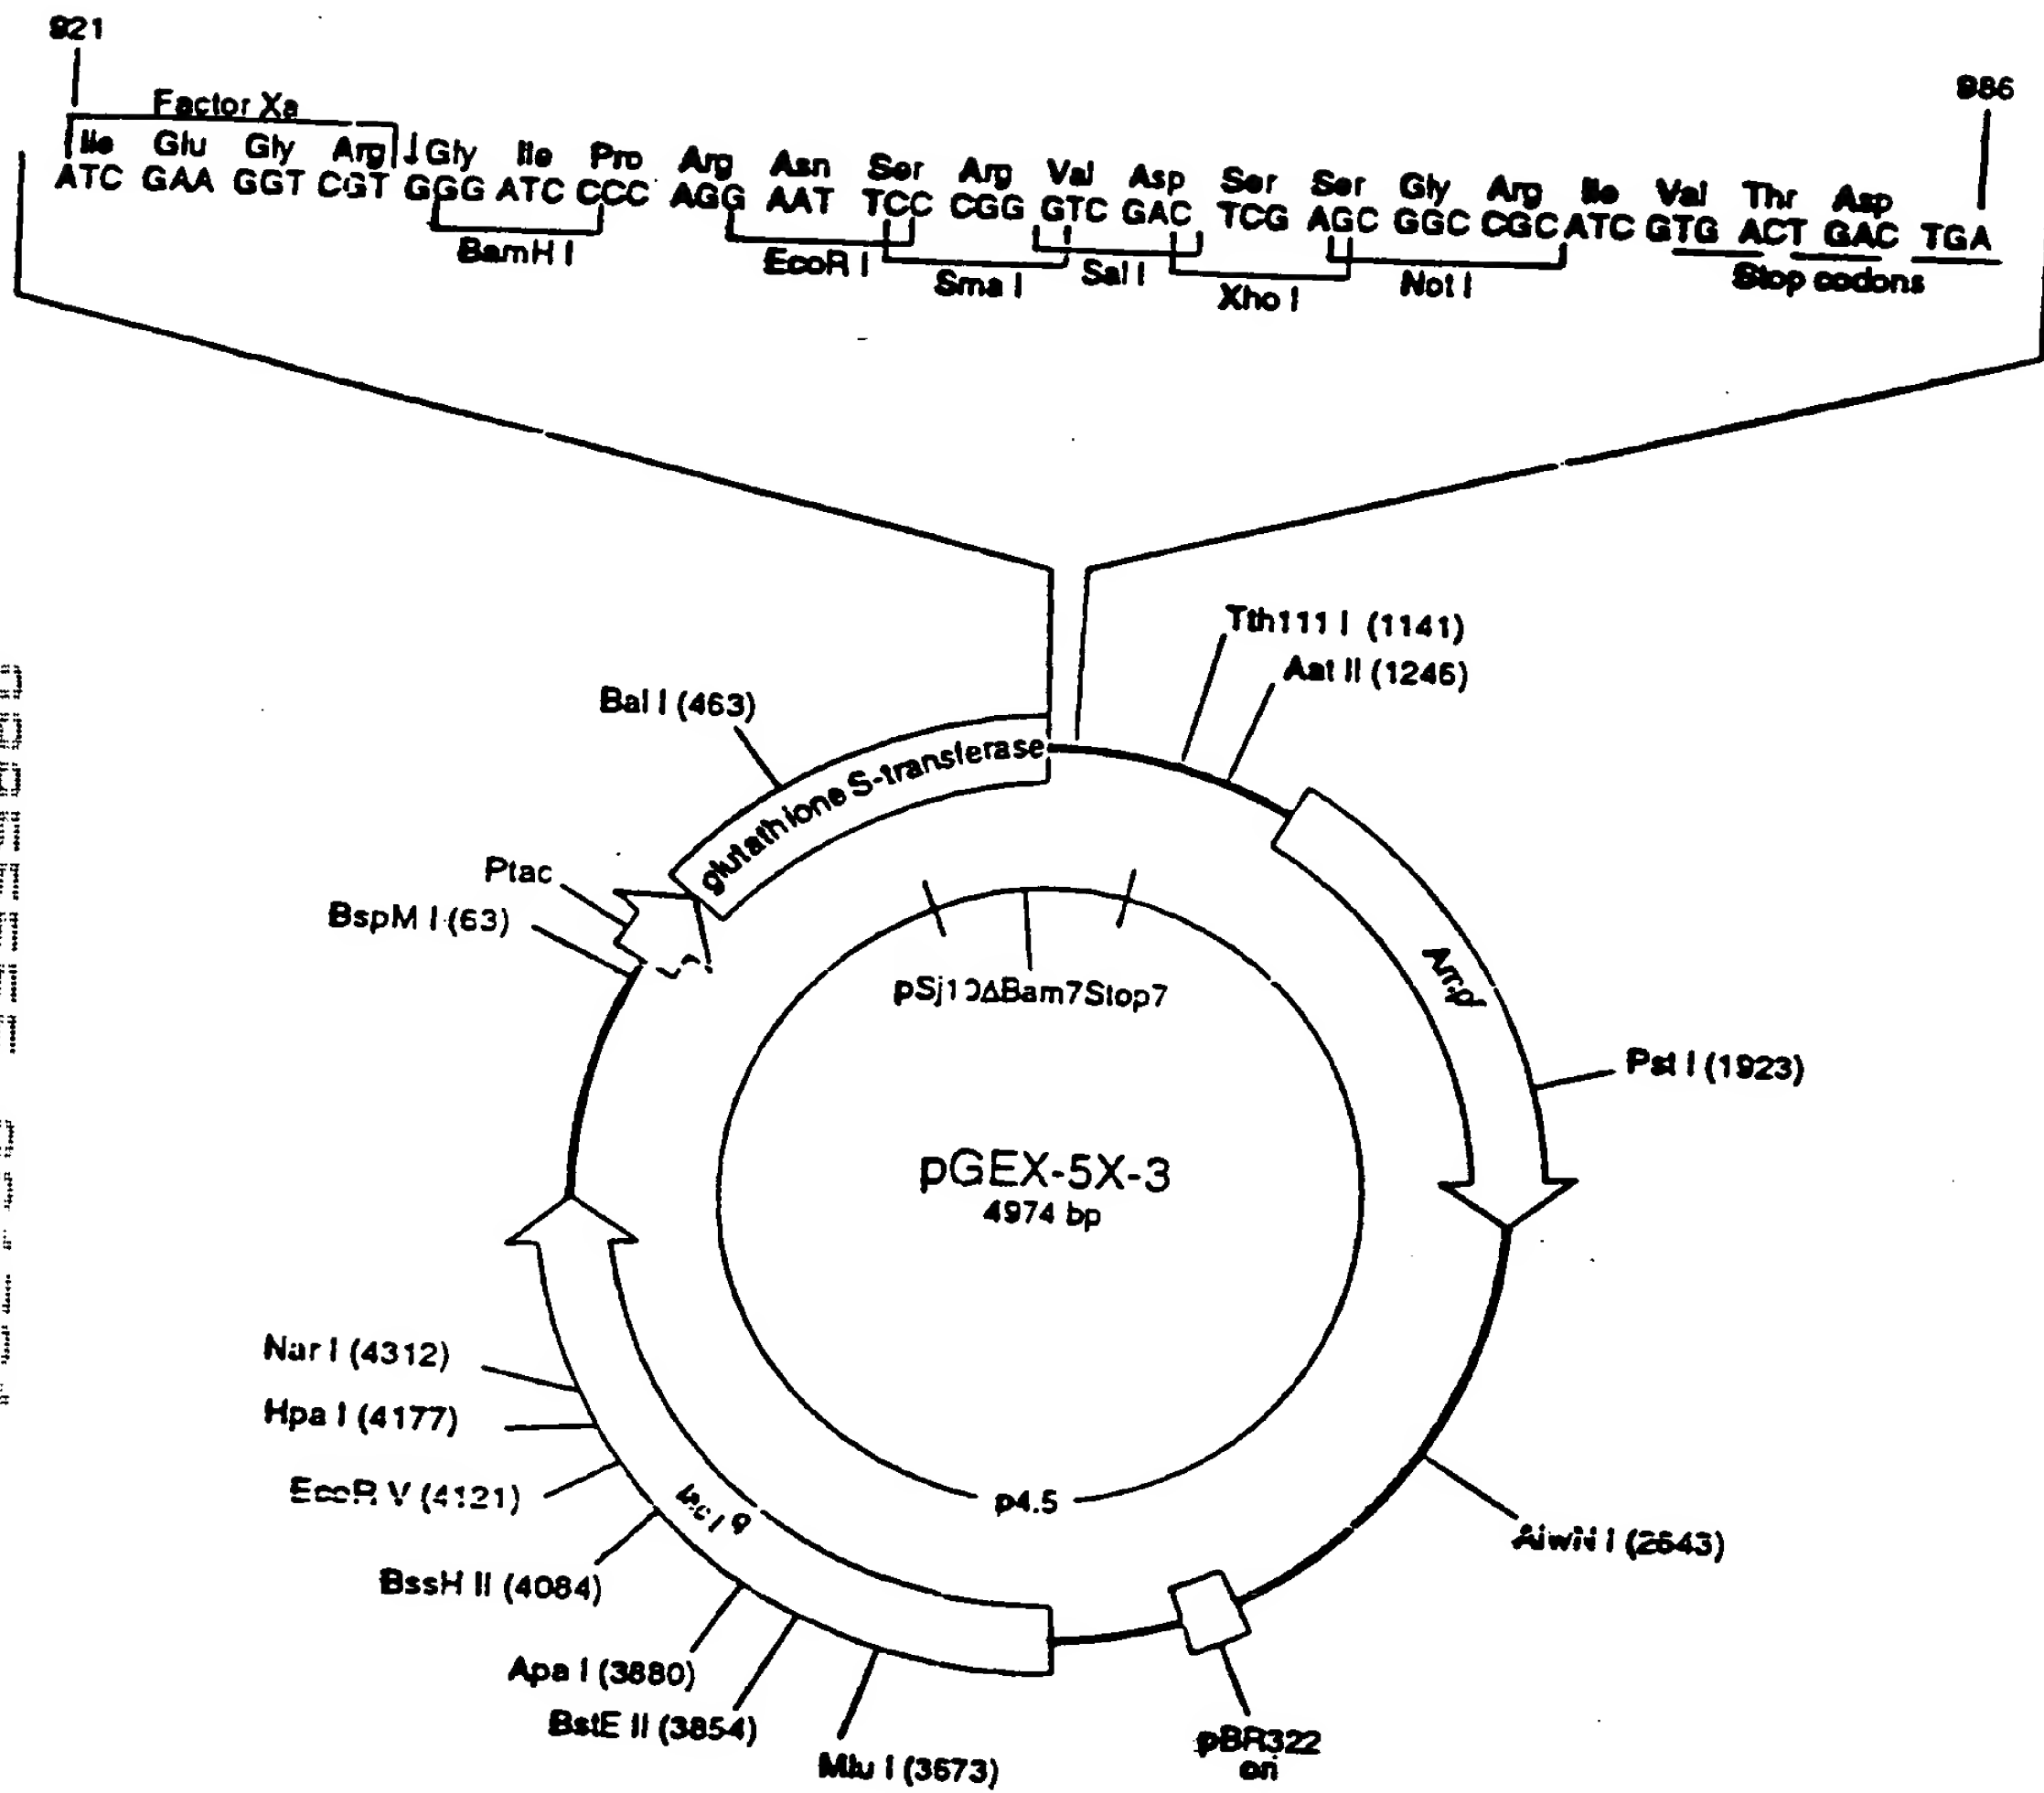 921
986
Factor Xa
Ile Glu Gly Arg↓Gly Ile Pro Arg Asn Ser Arg Val Asp Ser Ser Gly Arg Ile Val Thr Asp
ATC GAA GGT CGT GGG ATC CCC AGG AAT TCC CGG GTC GAC TCG AGC GGC CGC ATC GTG ACT GAC TGA
BamH I
EcoR I
Sma I
Sal I
Xho I
Not I
Stop codons
Tth111 I (1141)
Aat II (1246)
Bal I (463)
glutathione S-transferase
Ptac
BspM I (63)
pSj10ΔBam7Stop7
Amp^r
Pst I (1923)
pGEX-5X-3
4974 bp
Nar I (4312)
Hpa I (4177)
EcoR V (4121)
lac I q
p4.5
AlwN I (2643)
BssH II (4084)
Apa I (3880)
BstE II (3854)
Mlu I (3673)
pBR322
ori